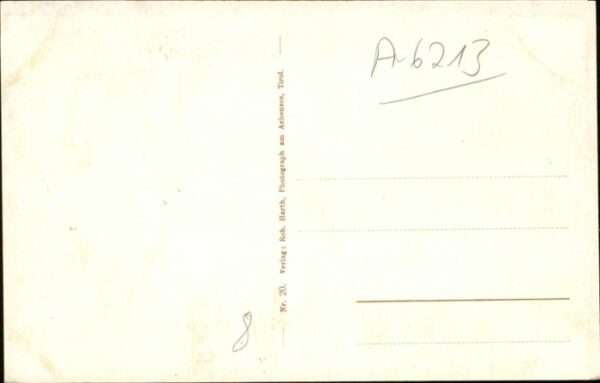 A-6213
Nr. 20. Verlag: Rob. Harth, Photograph am Achensee, Tirol.
8